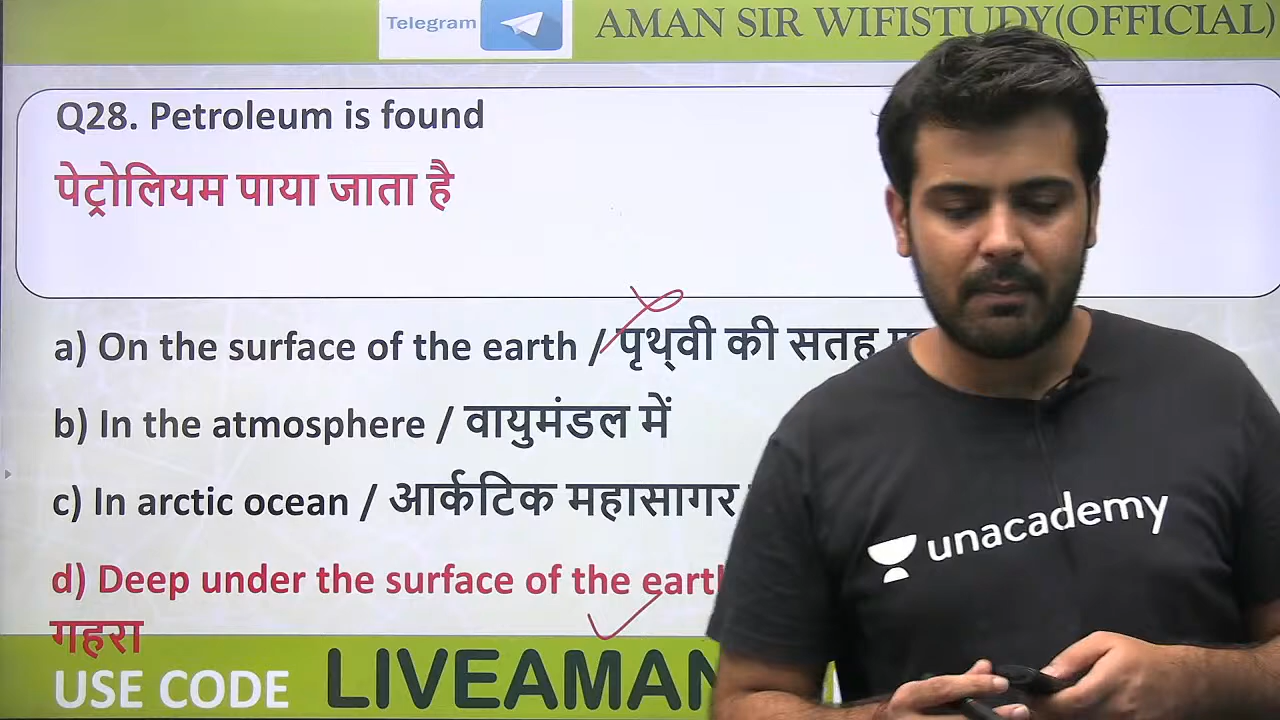 Telegram
AMAN SIR WIFISTUDY(OFFICIAL)
Q28. Petroleum is found
पेट्रोलियम पाया जाता है
a) On the surface of the earth / पृथ्वी की सतह
b) In the atmosphere / वायुमंडल में
c) In arctic ocean / आर्कटिक महासागर
d) Deep under the surface of the earth
गहरा
USE CODE LIVEAMAN
unacademy